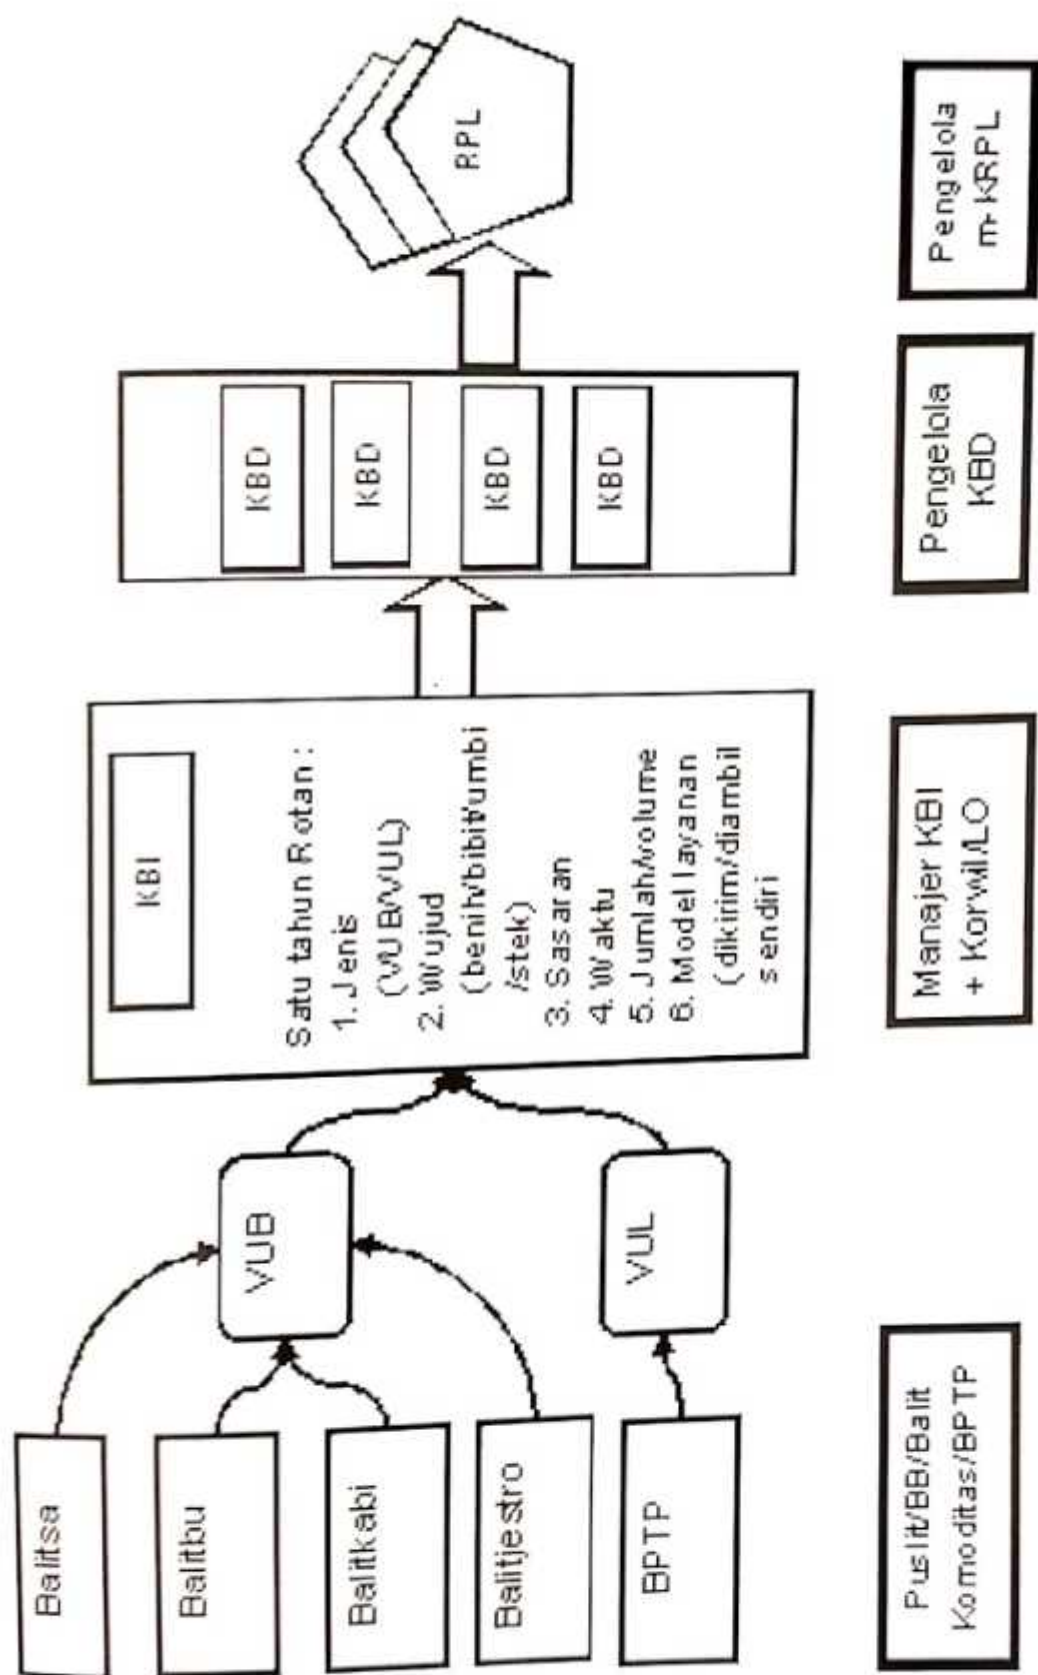 Balitsa
Balitbu
Balitkabi
Balitjestro
BPTP
VUB
VUL
KBI
Satu tahun Rotan :
1. Jenis
(VUB/VUL)
2. Wujud
(benih/bibit/umbi
/stek)
3. Sasaran
4. Waktu
5. Jumlah/volume
6. Model layanan
(dikirim/diambil
sendiri
KBD
KBD
KBD
KBD
RPL
Puslit/BB/Balit
Komoditas/BPTP
Manajer KBI
+ Korwil/LO
Pengelola
KBD
Pengelola
m-KRPL